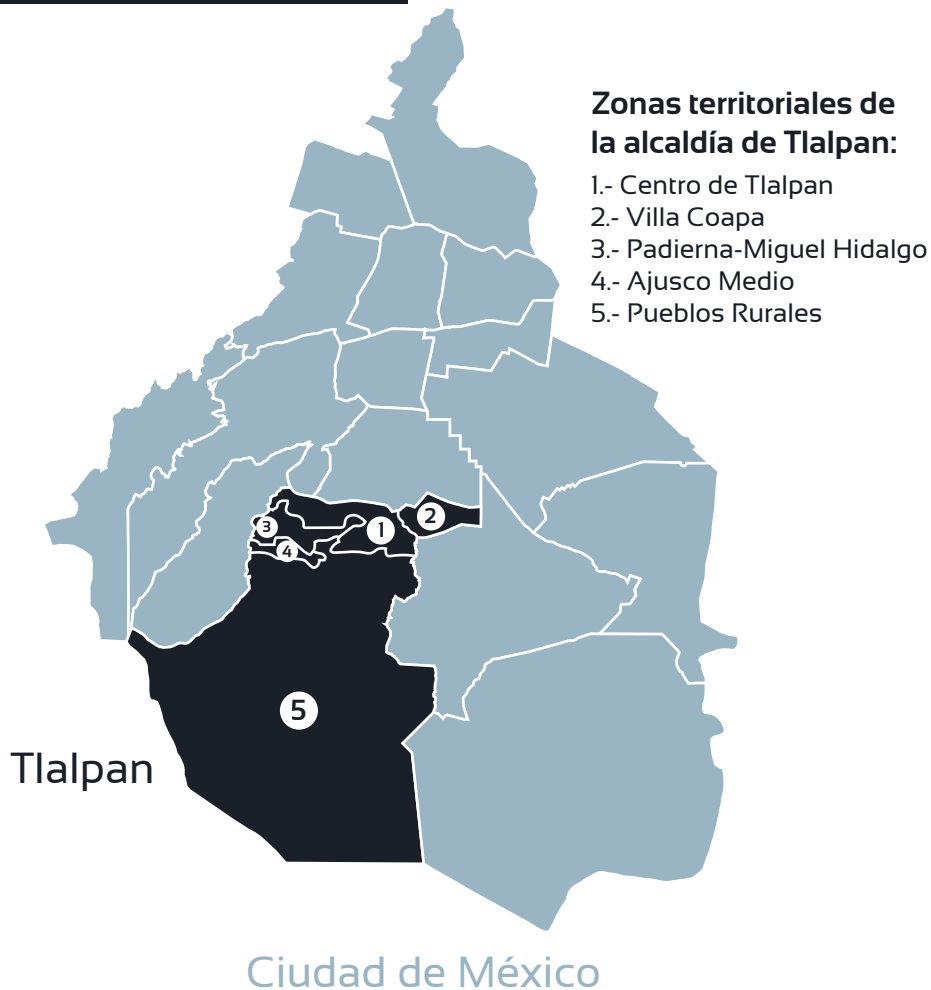 Zonas territoriales de
la alcaldía de Tlalpan:
1.- Centro de Tlalpan
2.- Villa Coapa
3.- Padierna-Miguel Hidalgo
4.- Ajusco Medio
5.- Pueblos Rurales
3
4
1
2
5
Tlalpan
Ciudad de México